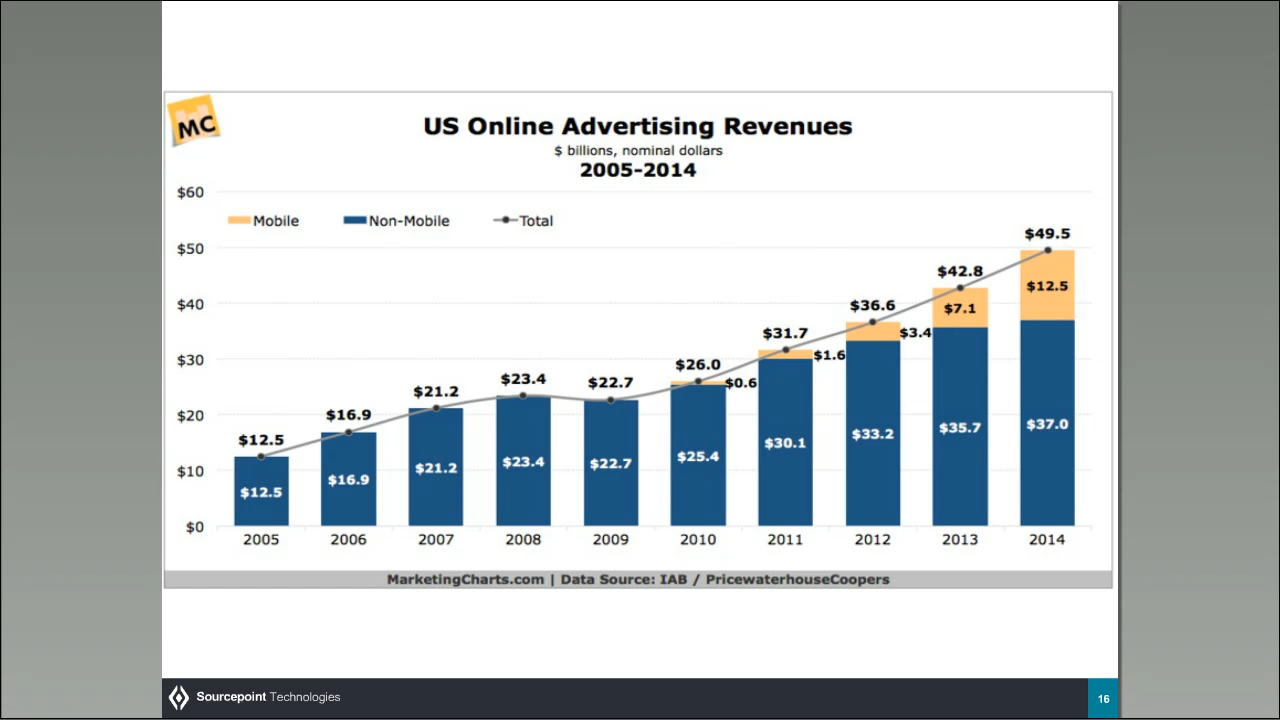 MC
US Online Advertising Revenues
$ billions, nominal dollars
2005-2014
$60
Mobile Non-Mobile Total
$50
$40
$30
$20
$10
$0
$12.5 $16.9 $21.2 $23.4 $22.7 $26.0 $31.7 $36.6 $42.8 $49.5
$0.6 $1.6 $3.4 $7.1 $12.5
$12.5 $16.9 $21.2 $23.4 $22.7 $25.4 $30.1 $33.2 $35.7 $37.0
2005 2006 2007 2008 2009 2010 2011 2012 2013 2014
MarketingCharts.com | Data Source: IAB / PricewaterhouseCoopers
Sourcepoint Technologies
16